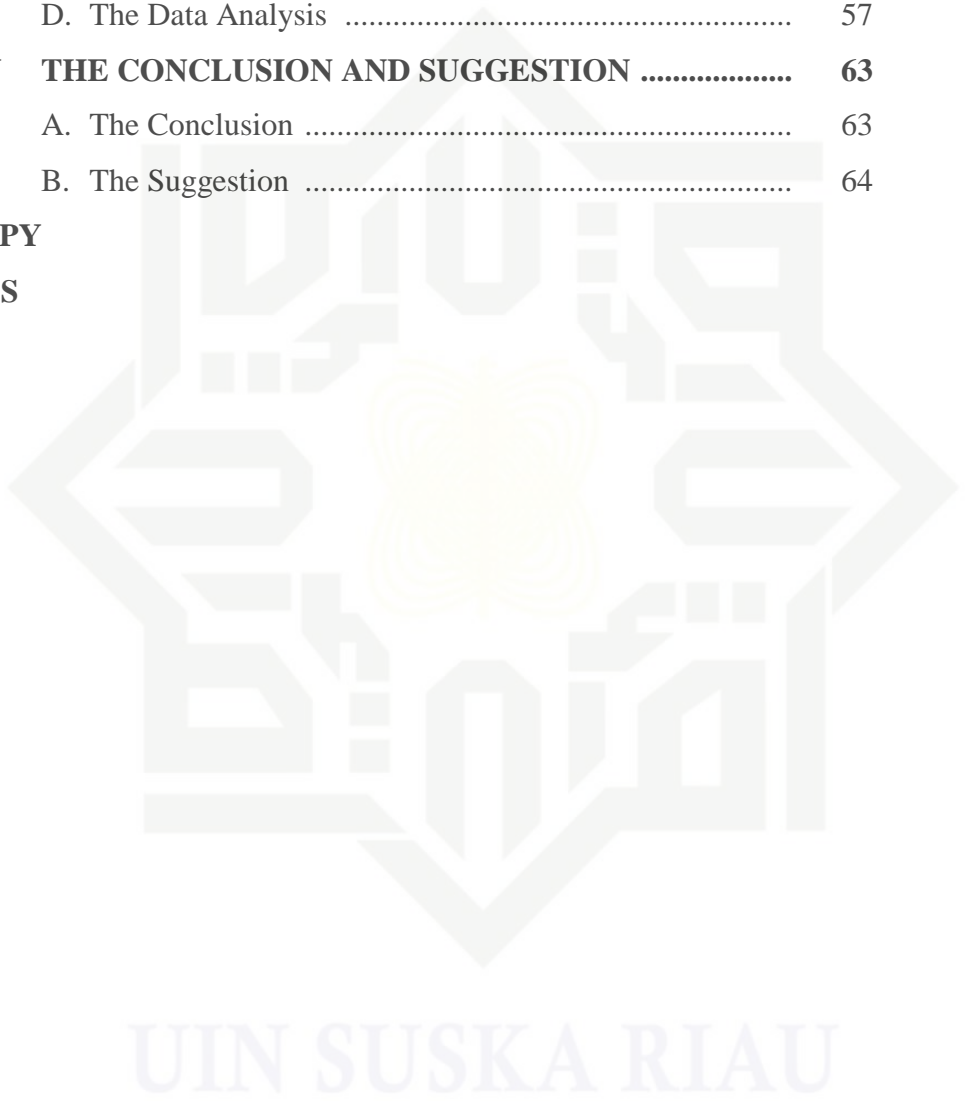 D. The Data Analysis ........................................................ 57
THE CONCLUSION AND SUGGESTION ................... 63
A. The Conclusion ............................................................. 63
B. The Suggestion ............................................................. 64
PY
S
UIN SUSKA RIAU